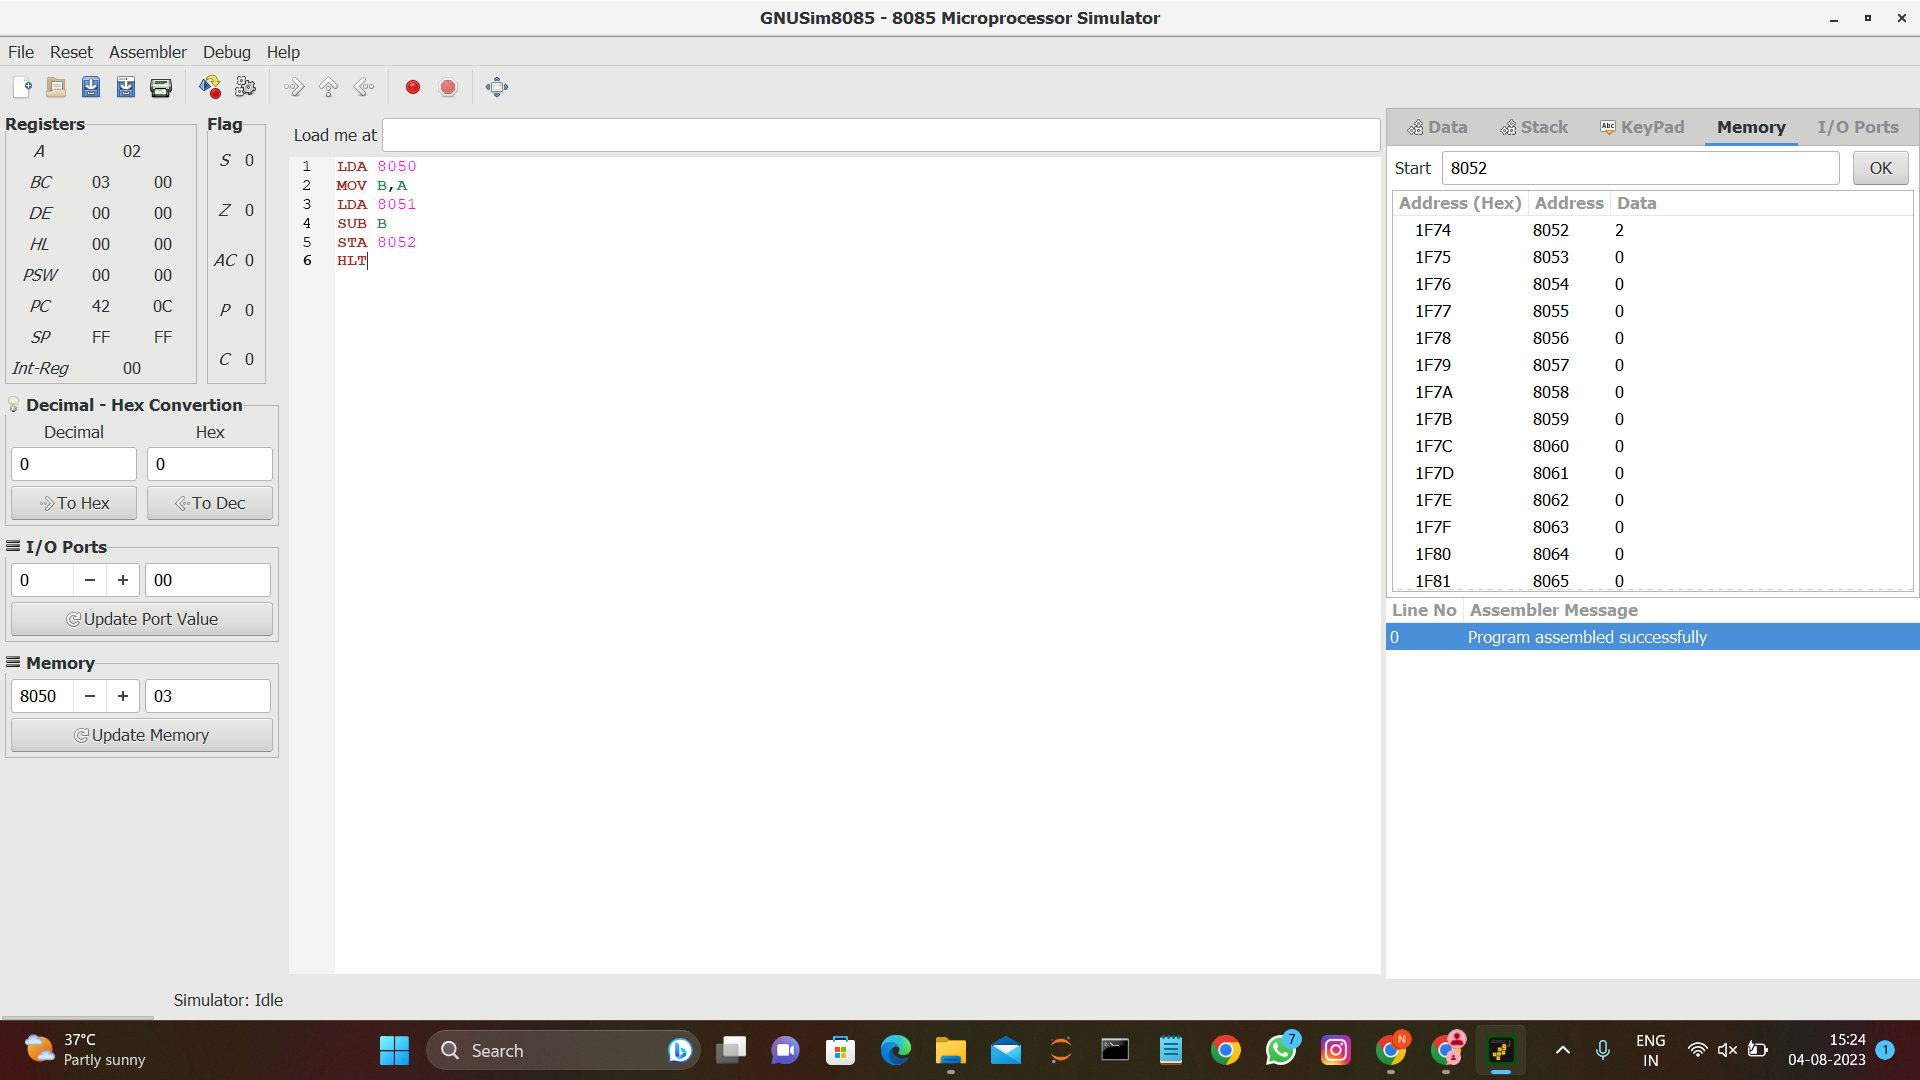 GNUSim8085 - 8085 Microprocessor Simulator
File Reset Assembler Debug Help
Registers
A 02
BC 03 00
DE 00 00
HL 00 00
PSW 00 00
PC 42 0C
SP FF FF
Int-Reg 00
Flag
S 0
Z 0
AC 0
P 0
C 0
Decimal - Hex Convertion
Decimal Hex
0 0
To Hex To Dec
I/O Ports
0 − + 00
Update Port Value
Memory
8050 − + 03
Update Memory
Load me at
1 LDA 8050
2 MOV B,A
3 LDA 8051
4 SUB B
5 STA 8052
6 HLT
Data Stack Abc KeyPad Memory I/O Ports
Start 8052 OK
Address (Hex) Address Data
1F74 8052 2
1F75 8053 0
1F76 8054 0
1F77 8055 0
1F78 8056 0
1F79 8057 0
1F7A 8058 0
1F7B 8059 0
1F7C 8060 0
1F7D 8061 0
1F7E 8062 0
1F7F 8063 0
1F80 8064 0
1F81 8065 0
Line No Assembler Message
0 Program assembled successfully
Simulator: Idle
37°C
Partly sunny
Search
7
N
ENG
IN
15:24
04-08-2023
1